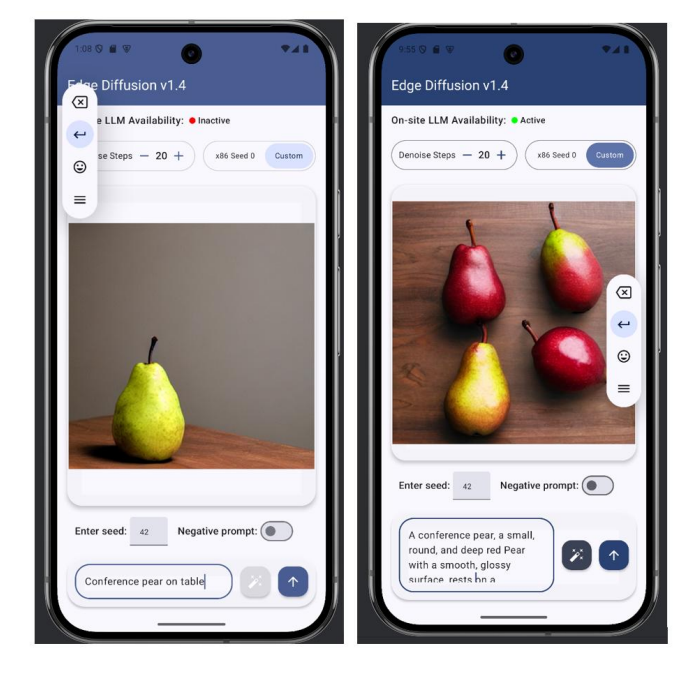 1:08
Edge Diffusion v1.4
e LLM Availability: Inactive
se Steps — 20 +
x86 Seed 0
Custom
Enter seed: 42
Negative prompt:
Conference pear on table
9:55
Edge Diffusion v1.4
On-site LLM Availability: Active
Denoise Steps — 20 +
x86 Seed 0
Custom
Enter seed: 42
Negative prompt:
A conference pear, a small,
round, and deep red Pear
with a smooth, glossy
surface, rests on a